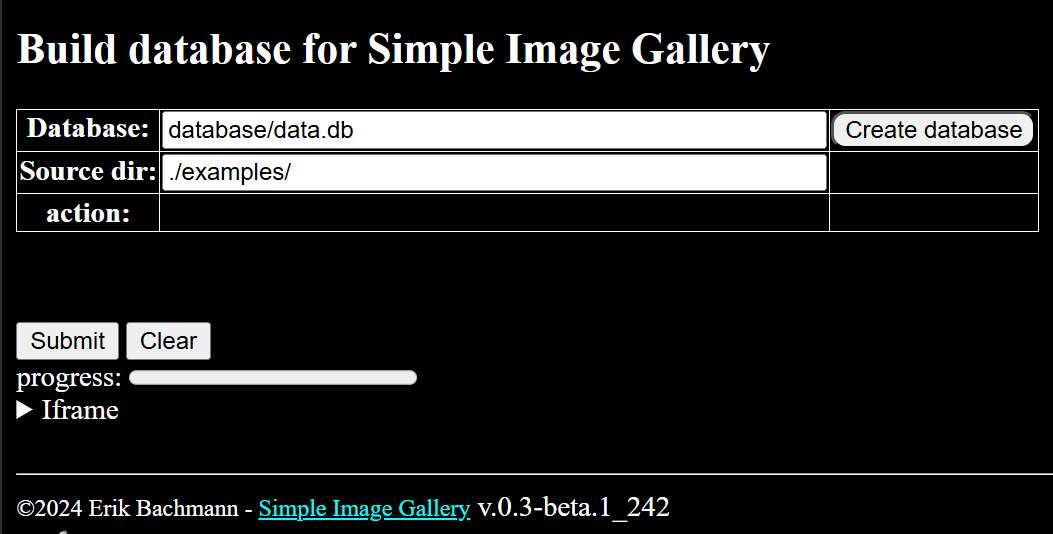 Build database for Simple Image Gallery
Database: database/data.db Create database
Source dir: ./examples/
action:
Submit Clear
progress:
Iframe
©2024 Erik Bachmann - Simple Image Gallery v.0.3-beta.1_242